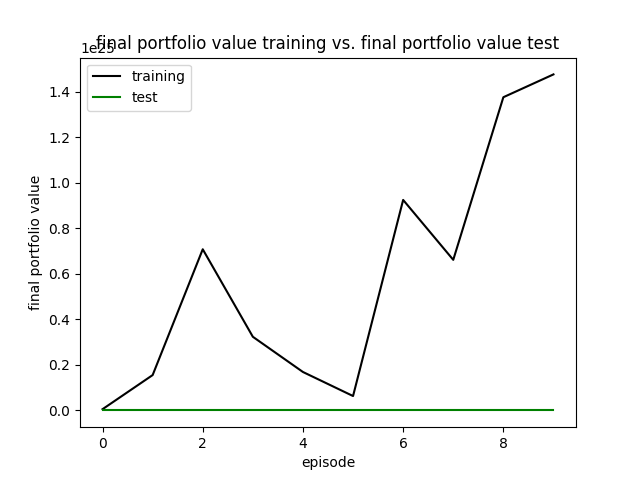 final portfolio value training vs. final portfolio value test
1e25
training
test
1.4
1.2
1.0
0.8
0.6
0.4
0.2
0.0
final portfolio value
0 2 4 6 8
episode